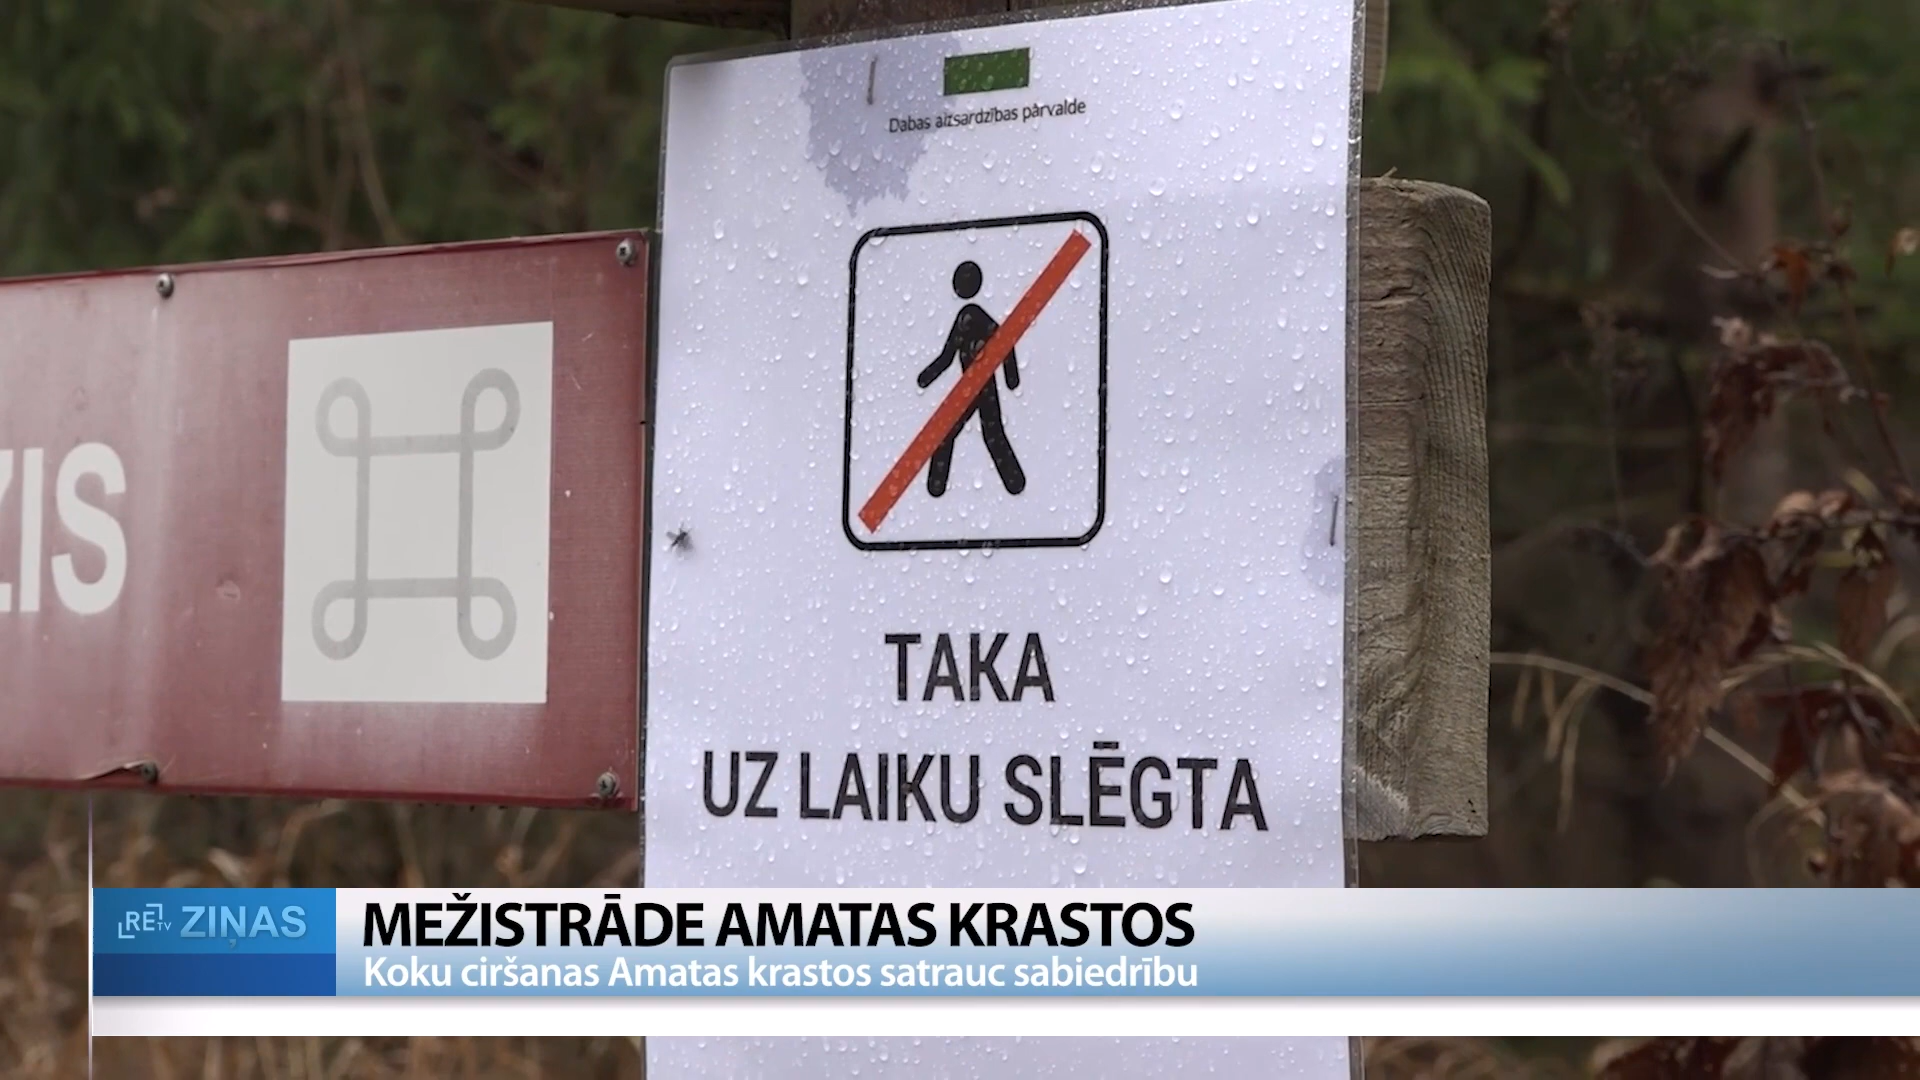 Dabas aizsardzības pārvalde
ZIS
TAKA
UZ LAIKU SLĒGTA
RE TV ZIŅAS
MEŽISTRĀDE AMATAS KRASTOS
Koku ciršanas Amatas krastos satrauc sabiedrību